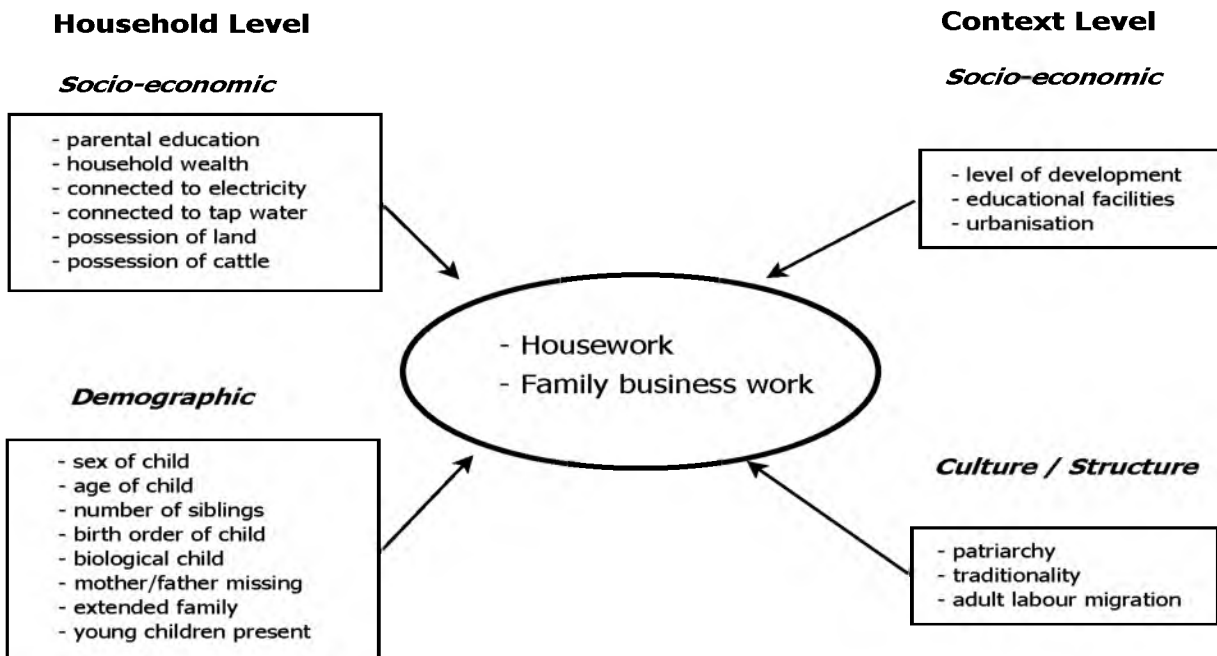 Household Level
Socio-economic
- parental education
- household wealth
- connected to electricity
- connected to tap water
- possession of land
- possession of cattle
Demographic
- sex of child
- age of child
- number of siblings
- birth order of child
- biological child
- mother/father missing
- extended family
- young children present
- Housework
- Family business work
Context Level
Socio-economic
- level of development
- educational facilities
- urbanisation
Culture / Structure
- patriarchy
- traditionality
- adult labour migration